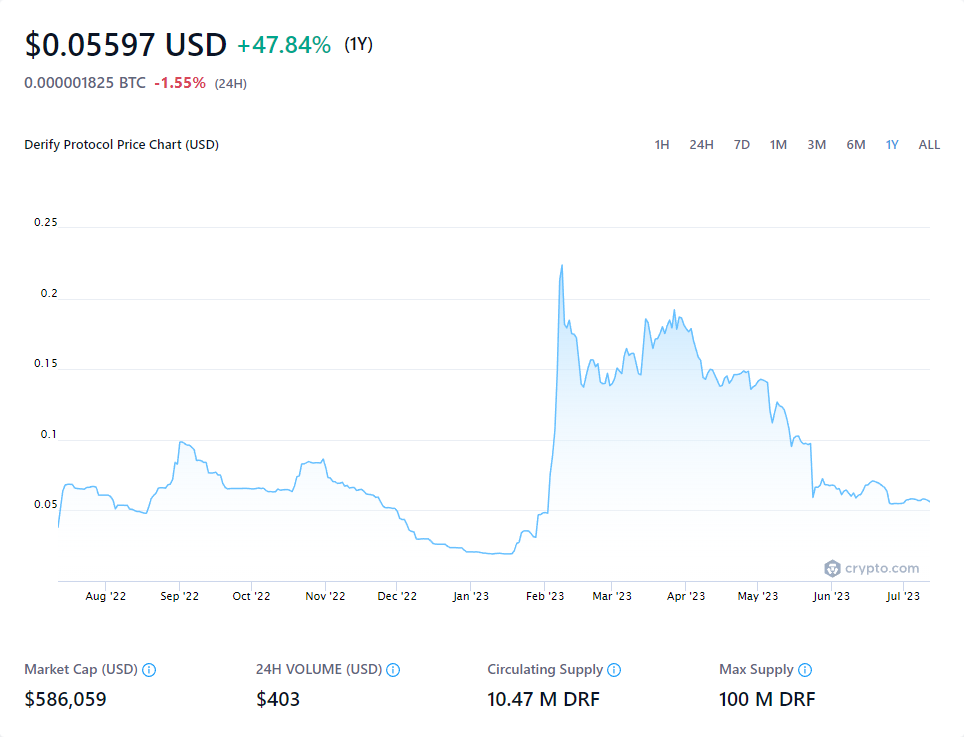 $0.05597 USD +47.84% (1Y)
0.000001825 BTC -1.55% (24H)
Derify Protocol Price Chart (USD) 1H 24H 7D 1M 3M 6M 1Y ALL
0.25
0.2
0.15
0.1
0.05
crypto.com
Aug '22 Sep '22 Oct '22 Nov '22 Dec '22 Jan '23 Feb '23 Mar '23 Apr '23 May '23 Jun '23 Jul '23
Market Cap (USD) 24H VOLUME (USD) Circulating Supply Max Supply
$586,059 $403 10.47 M DRF 100 M DRF